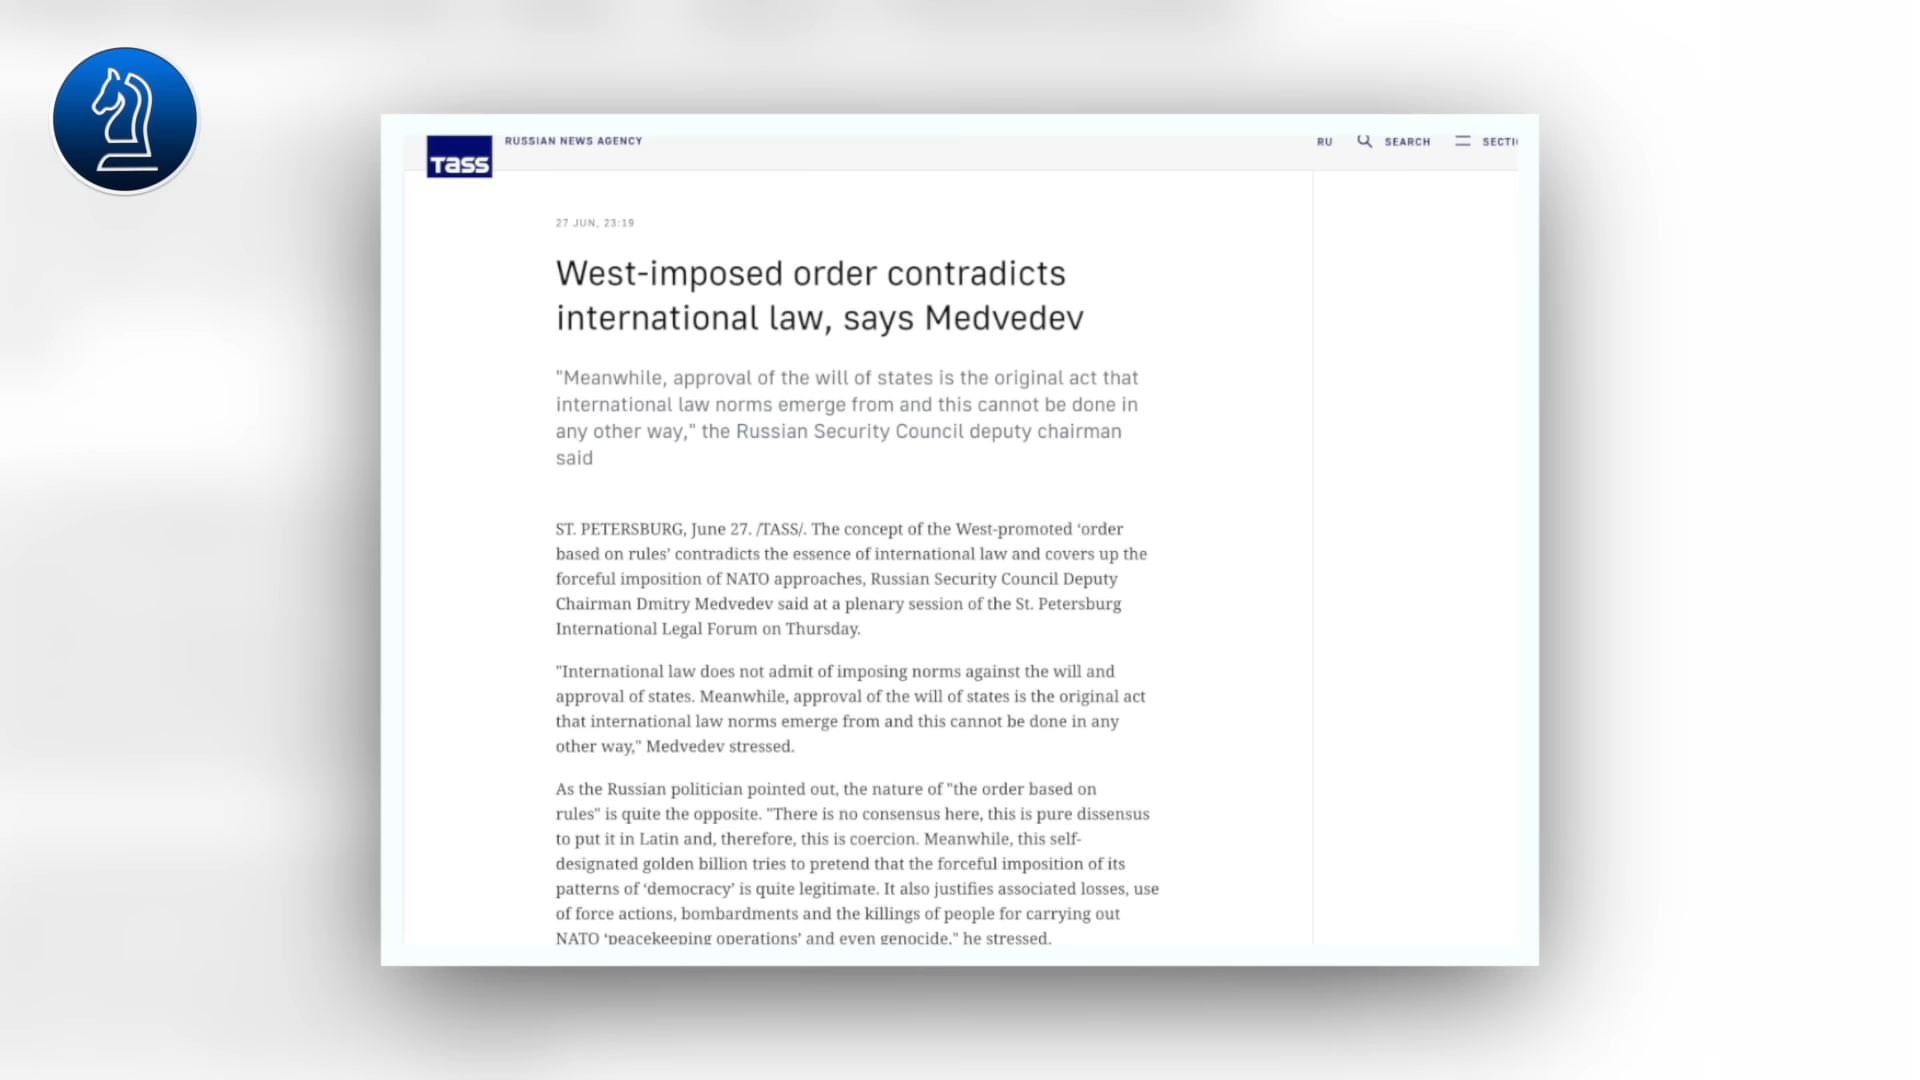 RUSSIAN NEWS AGENCY
RU SEARCH SECTI
TASS
27 JUN, 23:19
West-imposed order contradicts
international law, says Medvedev
"Meanwhile, approval of the will of states is the original act that
international law norms emerge from and this cannot be done in
any other way," the Russian Security Council deputy chairman
said
ST. PETERSBURG, June 27. /TASS/. The concept of the West-promoted ‘order
based on rules’ contradicts the essence of international law and covers up the
forceful imposition of NATO approaches, Russian Security Council Deputy
Chairman Dmitry Medvedev said at a plenary session of the St. Petersburg
International Legal Forum on Thursday.
"International law does not admit of imposing norms against the will and
approval of states. Meanwhile, approval of the will of states is the original act
that international law norms emerge from and this cannot be done in any
other way," Medvedev stressed.
As the Russian politician pointed out, the nature of "the order based on
rules" is quite the opposite. "There is no consensus here, this is pure dissensus
to put it in Latin and, therefore, this is coercion. Meanwhile, this self-
designated golden billion tries to pretend that the forceful imposition of its
patterns of ‘democracy’ is quite legitimate. It also justifies associated losses, use
of force actions, bombardments and the killings of people for carrying out
NATO ‘peacekeeping operations’ and even genocide," he stressed.